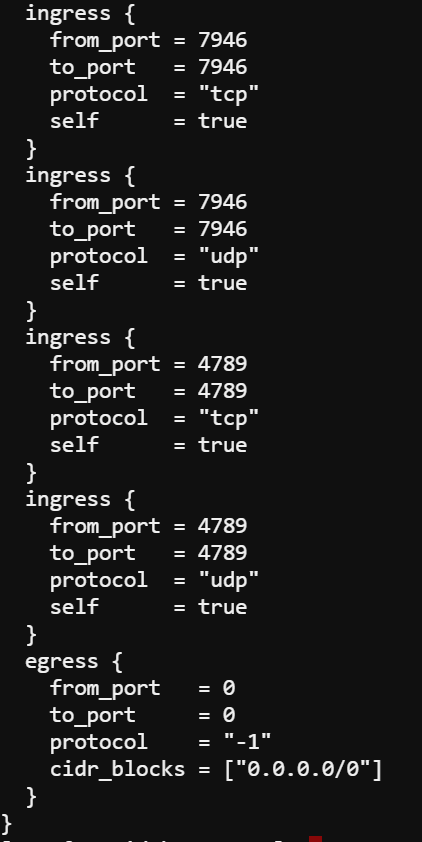 ingress {
from_port = 7946
to_port   = 7946
protocol  = "tcp"
self      = true
}
ingress {
from_port = 7946
to_port   = 7946
protocol  = "udp"
self      = true
}
ingress {
from_port = 4789
to_port   = 4789
protocol  = "tcp"
self      = true
}
ingress {
from_port = 4789
to_port   = 4789
protocol  = "udp"
self      = true
}
egress {
from_port   = 0
to_port     = 0
protocol    = "-1"
cidr_blocks = ["0.0.0.0/0"]
}
}